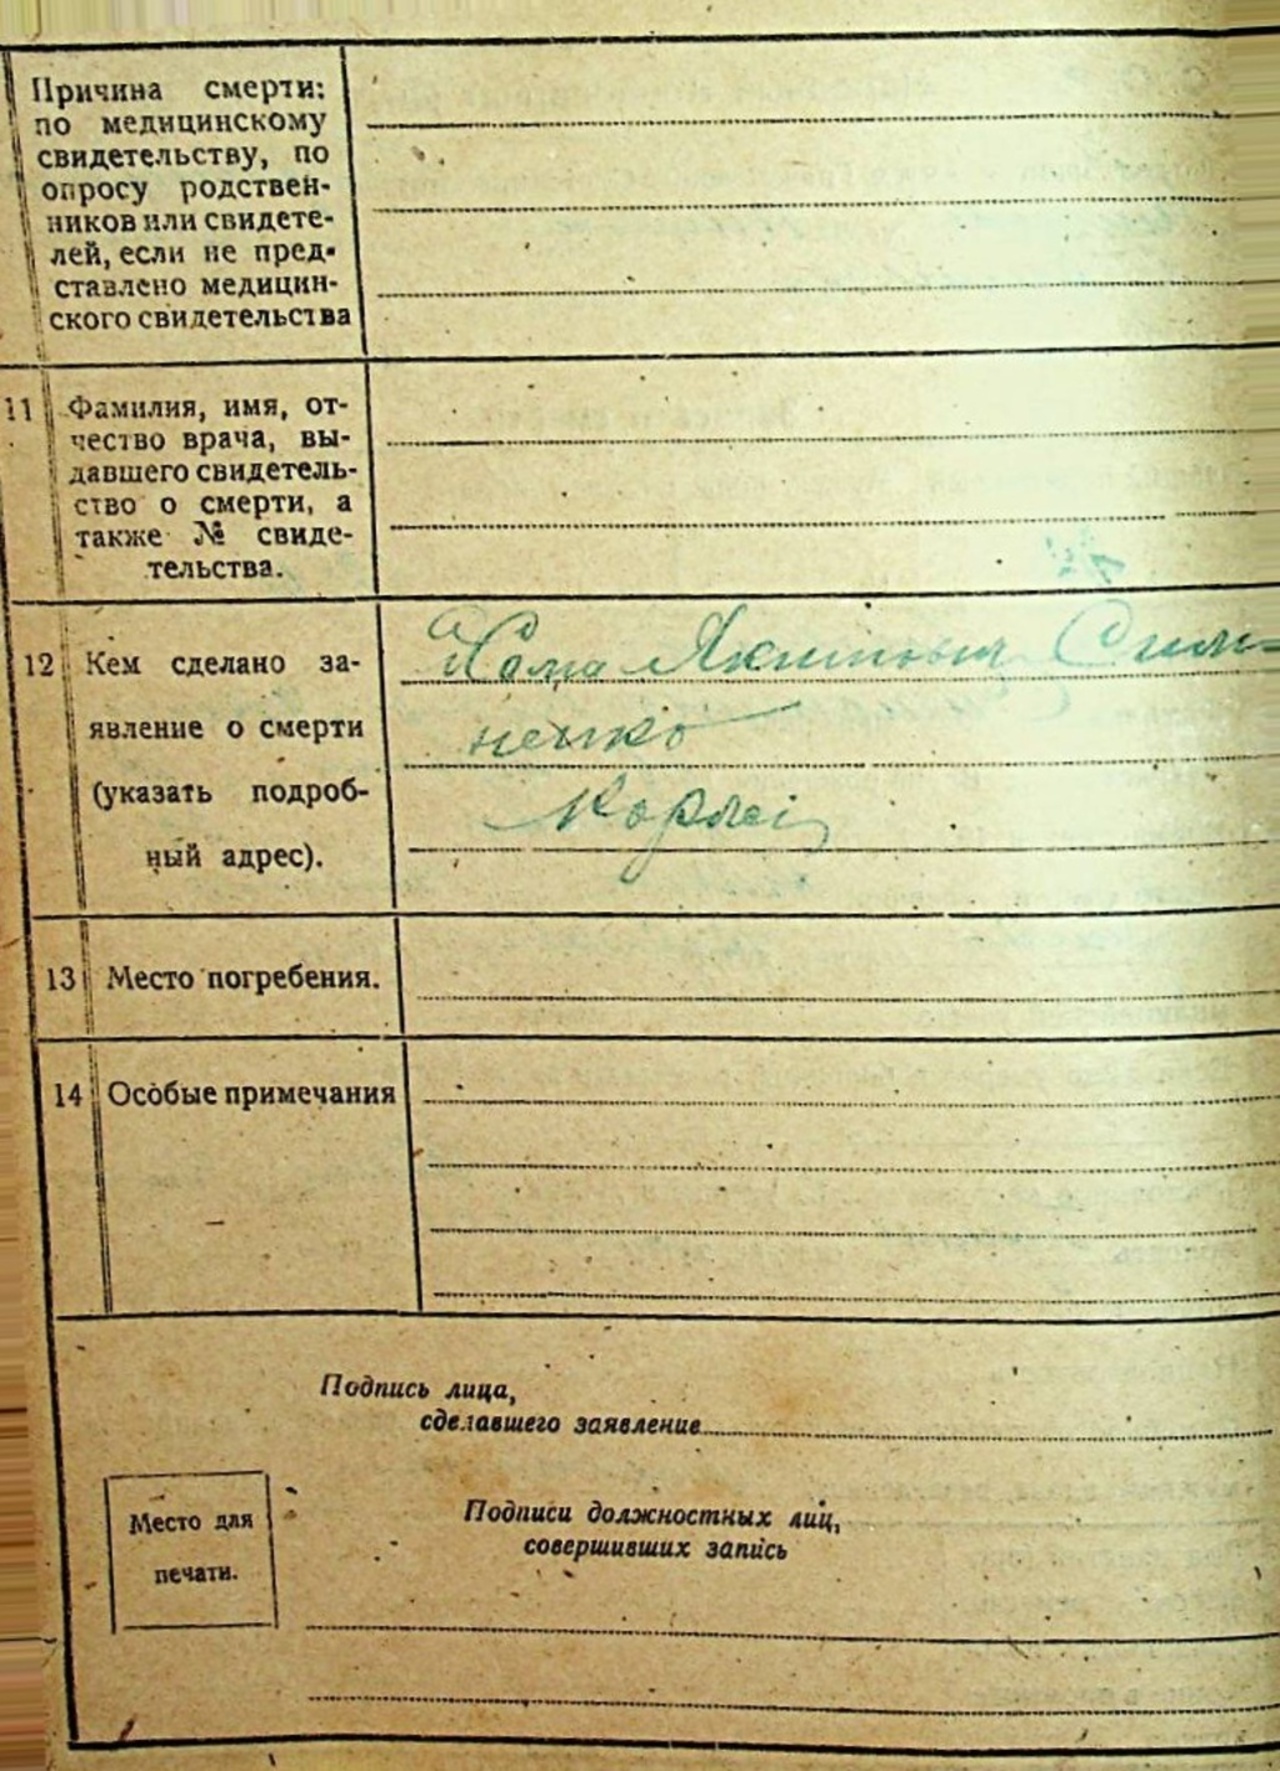 Причина смерти:
по медицинскому
свидетельству, по
опросу родствен-
ников или свидете-
лей, если не пред-
ставлено медицин-
ского свидетельства
11 Фамилия, имя, от-
чество врача, вы-
давшего свидетель-
ство о смерти, а
также № свиде-
тельства.
12 Кем сделано за-
явление о смерти
(указать подроб-
ный адрес).
13 Место погребения.
14 Особые примечания
Подпись лица,
сделавшего заявление
Место для
печати.
Подписи должностных лиц,
совершивших запись